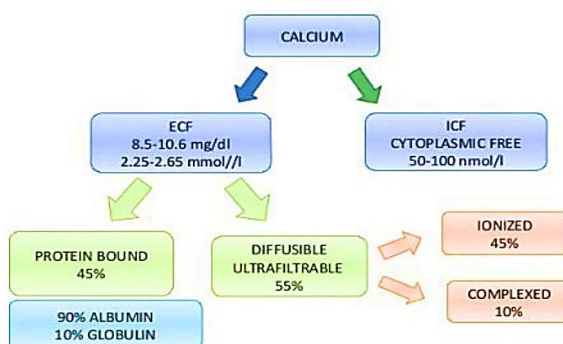 CALCIUM
ECF
8.5-10.6 mg/dl
2.25-2.65 mmol//l
ICF
CYTOPLASMIC FREE
50-100 nmol/l
PROTEIN BOUND
45%
DIFFUSIBLE
ULTRAFILTRABLE
55%
IONIZED
45%
COMPLEXED
10%
90% ALBUMIN
10% GLOBULIN